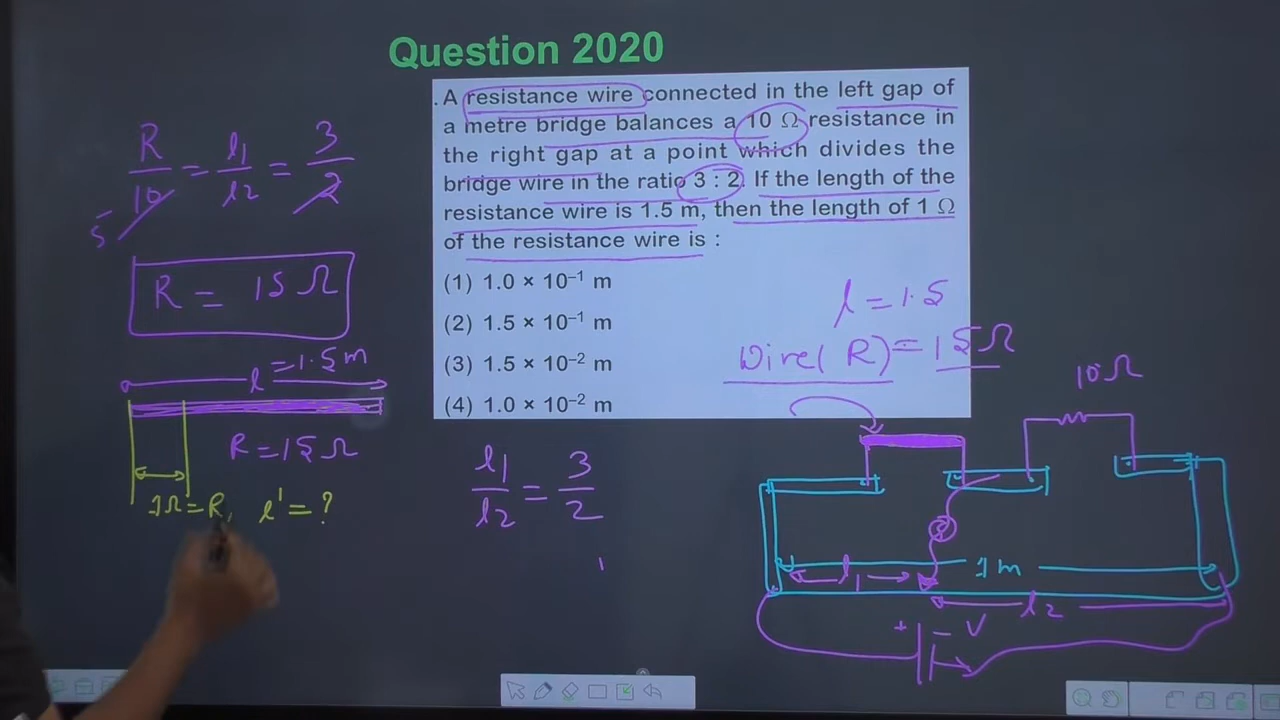 Question 2020
.A resistance wire connected in the left gap of
a metre bridge balances a 10 Ω resistance in
the right gap at a point which divides the
bridge wire in the ratio 3 : 2. If the length of the
resistance wire is 1.5 m, then the length of 1 Ω
of the resistance wire is :
(1) 1.0 × 10⁻¹ m
(2) 1.5 × 10⁻¹ m
(3) 1.5 × 10⁻² m
(4) 1.0 × 10⁻² m
R/10 = l1/l2 = 3/2
5
R = 15 Ω
l = 1.5 m
R = 15 Ω
1Ω = R, l' = ?
l1/l2 = 3/2
l = 1.5
Wire(R) = 15 Ω
10 Ω
l1
1 m
l2
+ - V